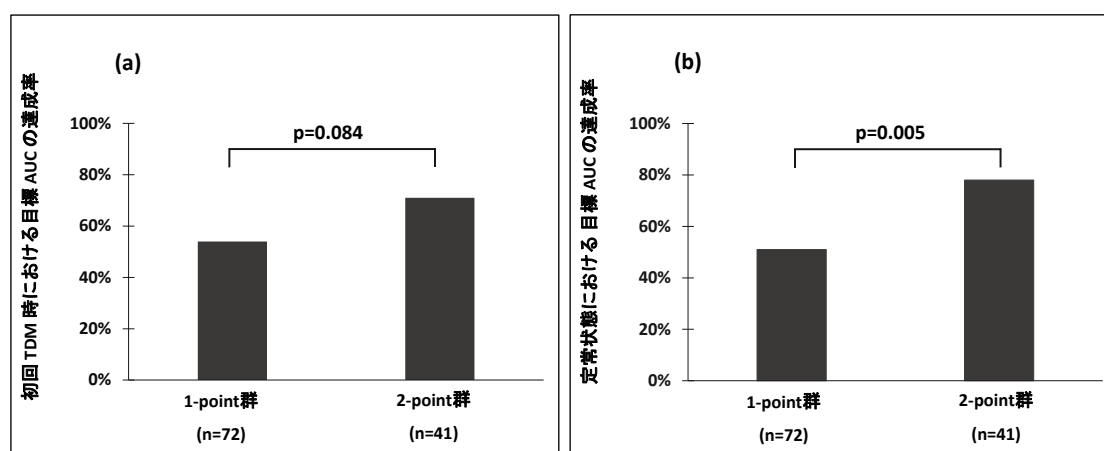 (a)
初回 TDM 時における目標 AUC の達成率
100%
80%
60%
40%
20%
0%
p=0.084
1-point群
2-point群
(n=72)
(n=41)
(b)
定常状態における目標 AUC の達成率
100%
80%
60%
40%
20%
0%
p=0.005
1-point群
2-point群
(n=72)
(n=41)